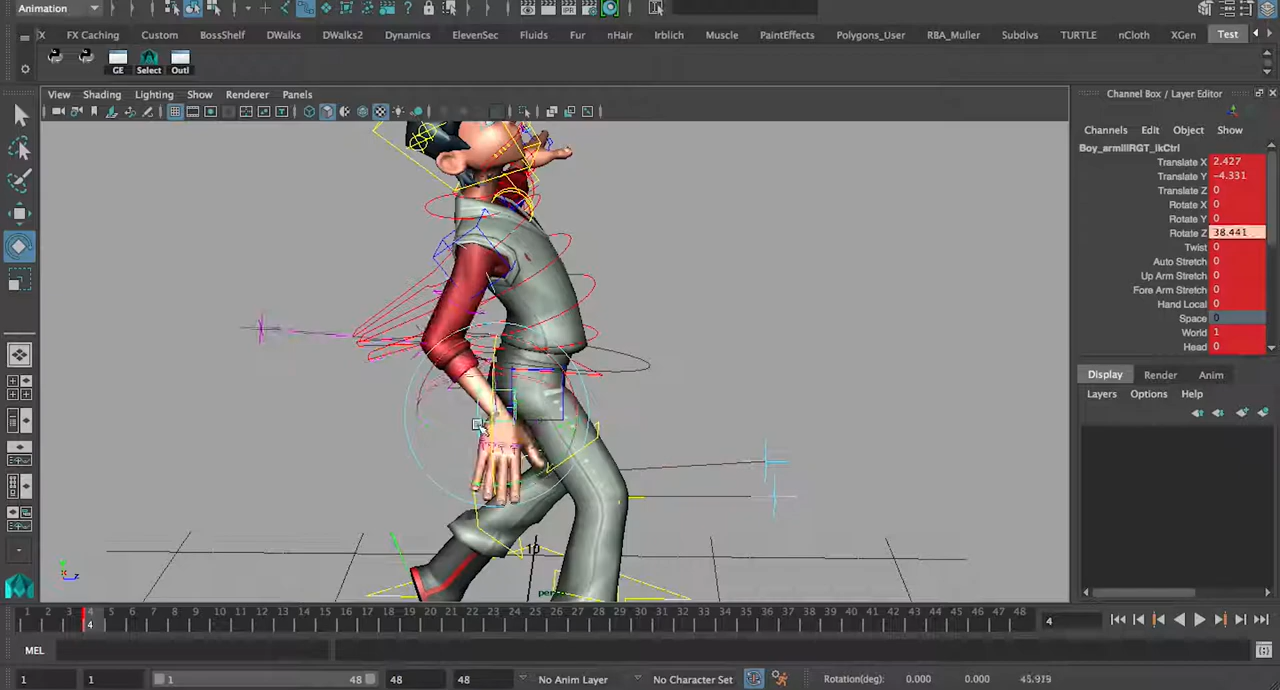 Animation
IPR
X FX Caching Custom BossShelf DWalks DWalks2 Dynamics ElevenSec Fluids Fur nHair Irblich Muscle PaintEffects Polygons_User RBA_Muller Subdivs TURTLE nCloth XGen Test
GE Select Outl
View Shading Lighting Show Renderer Panels
Channel Box / Layer Editor
Channels Edit Object Show
Boy_armIllRGT_ikCtrl
Translate X 2.427
Translate Y -4.331
Translate Z 0
Rotate X 0
Rotate Y 0
Rotate Z 38.441
Twist 0
Auto Stretch 0
Up Arm Stretch 0
Fore Arm Stretch 0
Hand Local 0
Space 0
World 1
Head 0
Display Render Anim
Layers Options Help
10
persp
z
1 2 3 4 5 6 7 8 9 10 11 12 13 14 15 16 17 18 19 20 21 22 23 24 25 26 27 28 29 30 31 32 33 34 35 36 37 38 39 40 41 42 43 44 45 46 47 48
4
4
MEL
1 1 1 48 48 48 No Anim Layer No Character Set Rotation(deg): 0.000 0.000 45.919